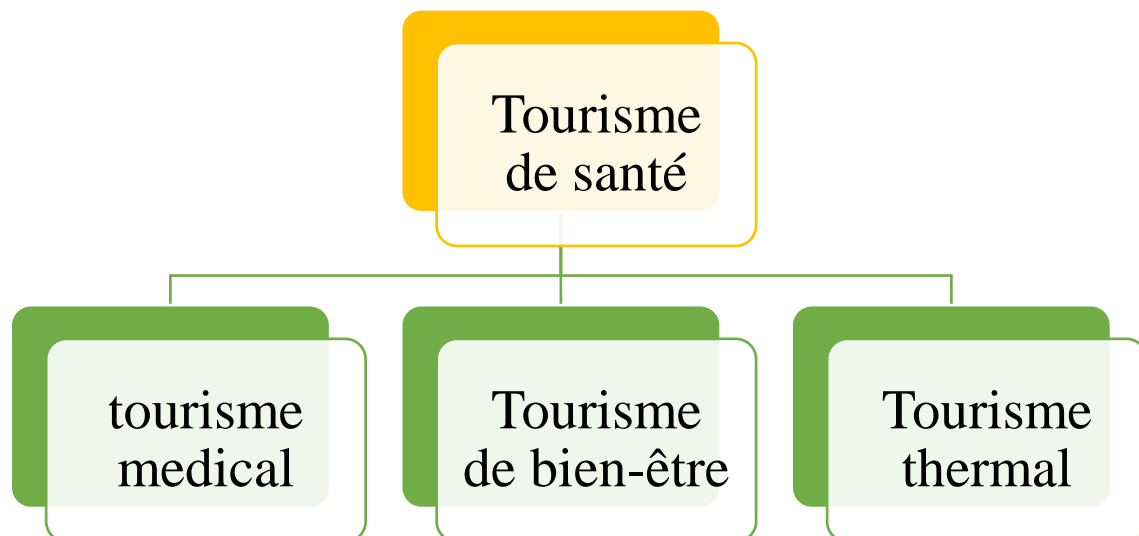 Tourisme
de santé
tourisme
medical
Tourisme
de bien-être
Tourisme
thermal